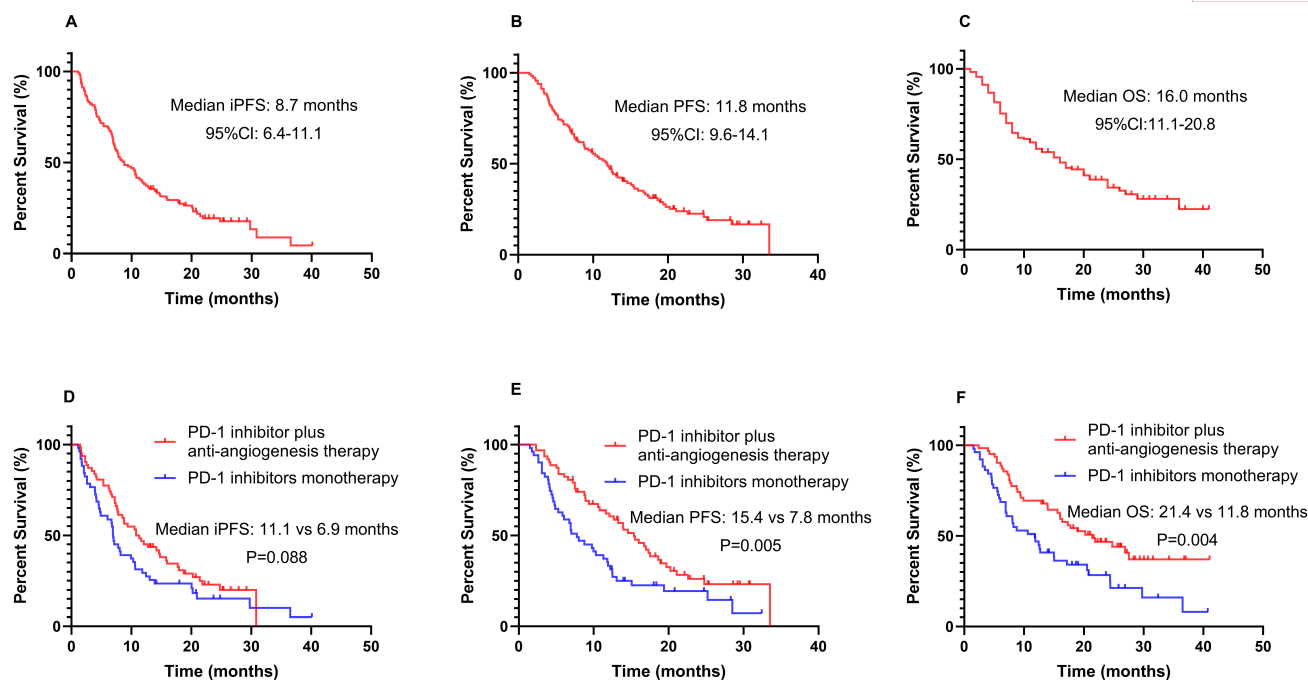 A
Percent Survival (%)
100
50
0
Median iPFS: 8.7 months
95%CI: 6.4-11.1
0 10 20 30 40 50
Time (months)
B
Percent Survival (%)
100
50
0
Median PFS: 11.8 months
95%CI: 9.6-14.1
0 10 20 30 40
Time (months)
C
Percent Survival (%)
100
50
0
Median OS: 16.0 months
95%CI:11.1-20.8
0 10 20 30 40 50
Time (months)
D
Percent Survival (%)
100
50
0
PD-1 inhibitor plus
anti-angiogenesis therapy
PD-1 inhibitors monotherapy
Median iPFS: 11.1 vs 6.9 months
P=0.088
0 10 20 30 40 50
Time (months)
E
Percent Survival (%)
100
50
0
PD-1 inhibitor plus
anti-angiogenesis therapy
PD-1 inhibitors monotherapy
Median PFS: 15.4 vs 7.8 months
P=0.005
0 10 20 30 40
Time (months)
F
Percent Survival (%)
100
50
0
PD-1 inhibitor plus
anti-angiogenesis therapy
PD-1 inhibitors monotherapy
Median OS: 21.4 vs 11.8 months
P=0.004
0 10 20 30 40 50
Time (months)